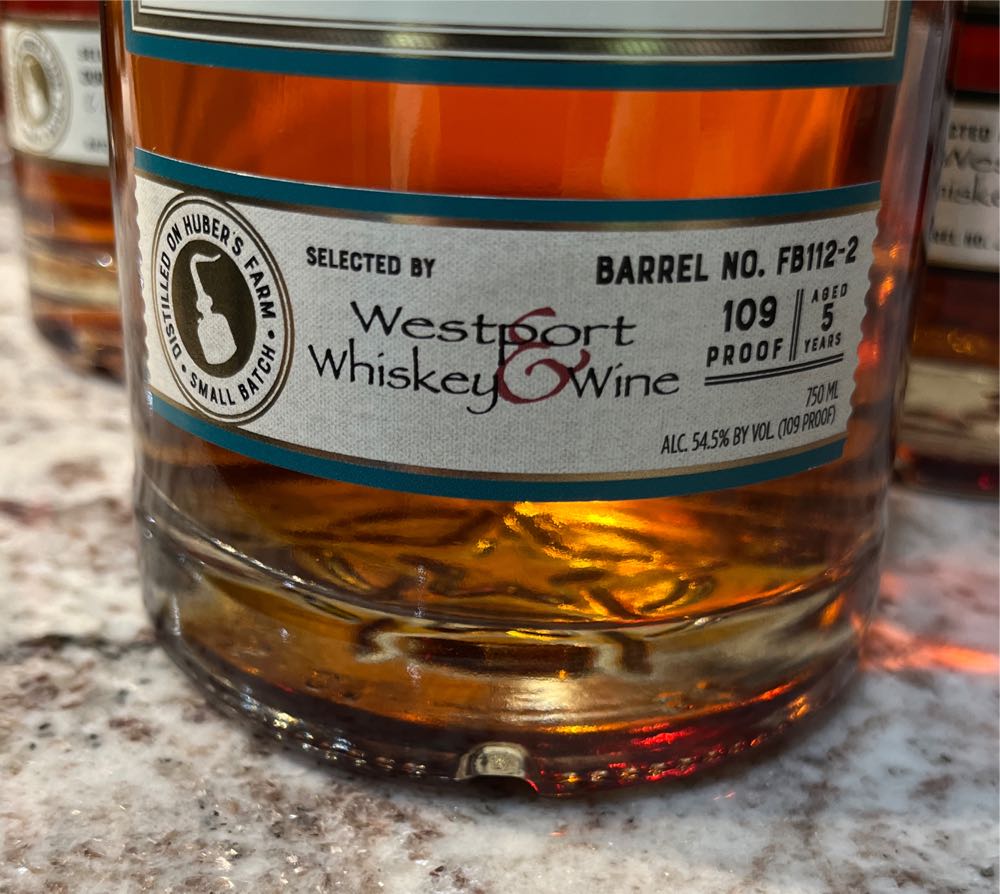 DISTILLED ON HUBER'S FARM • SMALL BATCH •
SELECTED BY
Westport
Whiskey & Wine
BARREL NO. FB112-2
109
PROOF
AGED
5
YEARS
750 ML
ALC. 54.5% BY VOL. (109 PROOF)